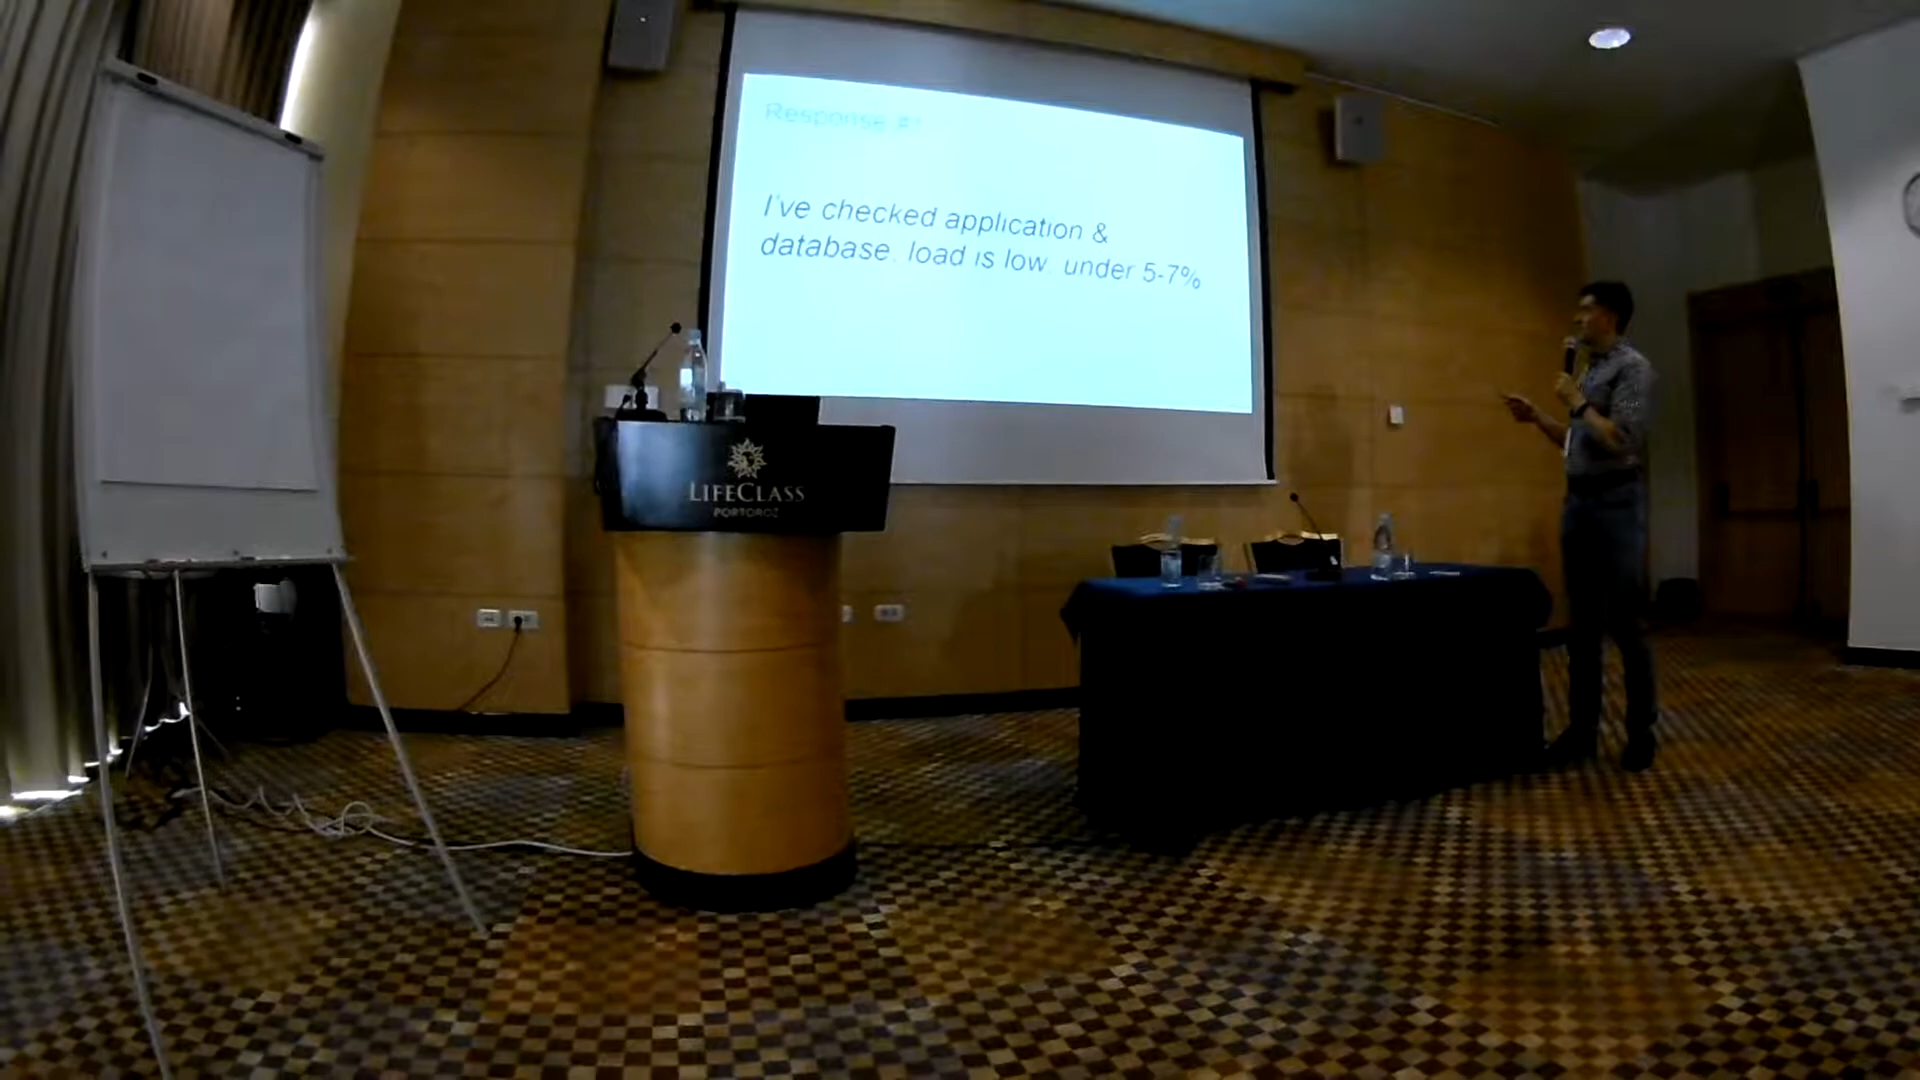 Response #1
I've checked application &
database, load is low, under 5-7%
LIFECLASS
PORTOROŽ